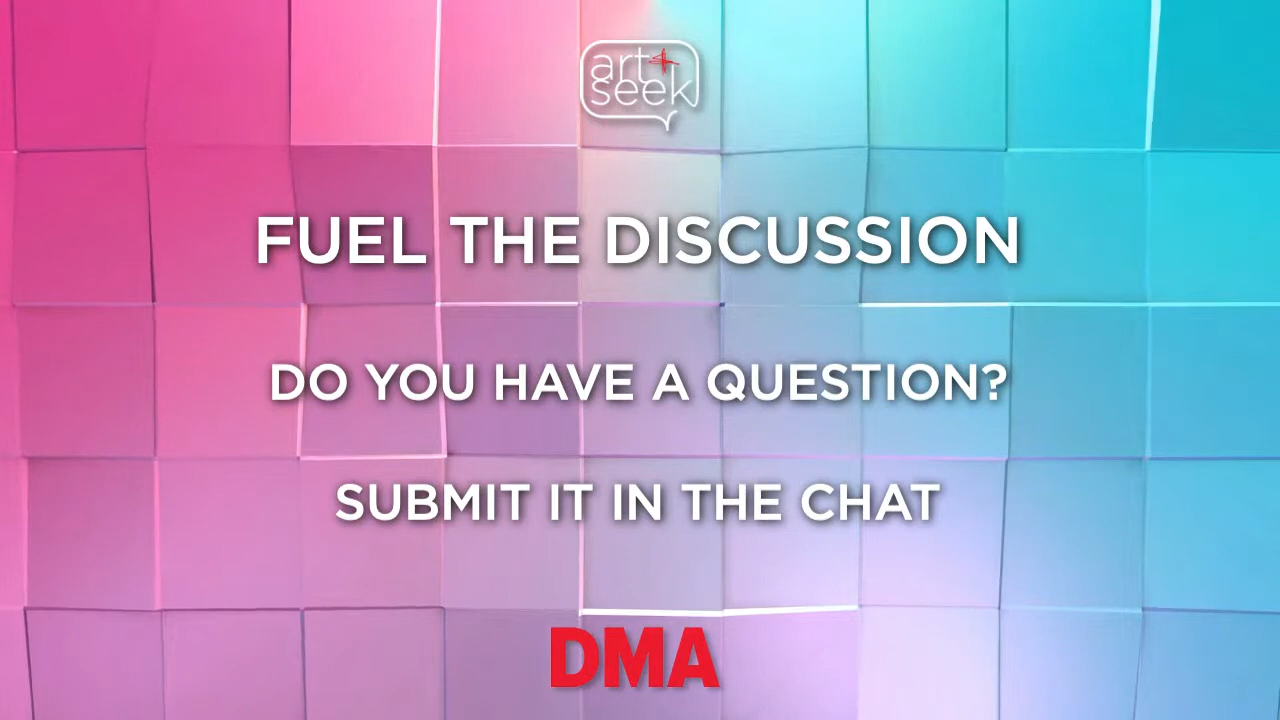 art+
seek
FUEL THE DISCUSSION
DO YOU HAVE A QUESTION?
SUBMIT IT IN THE CHAT
DMA